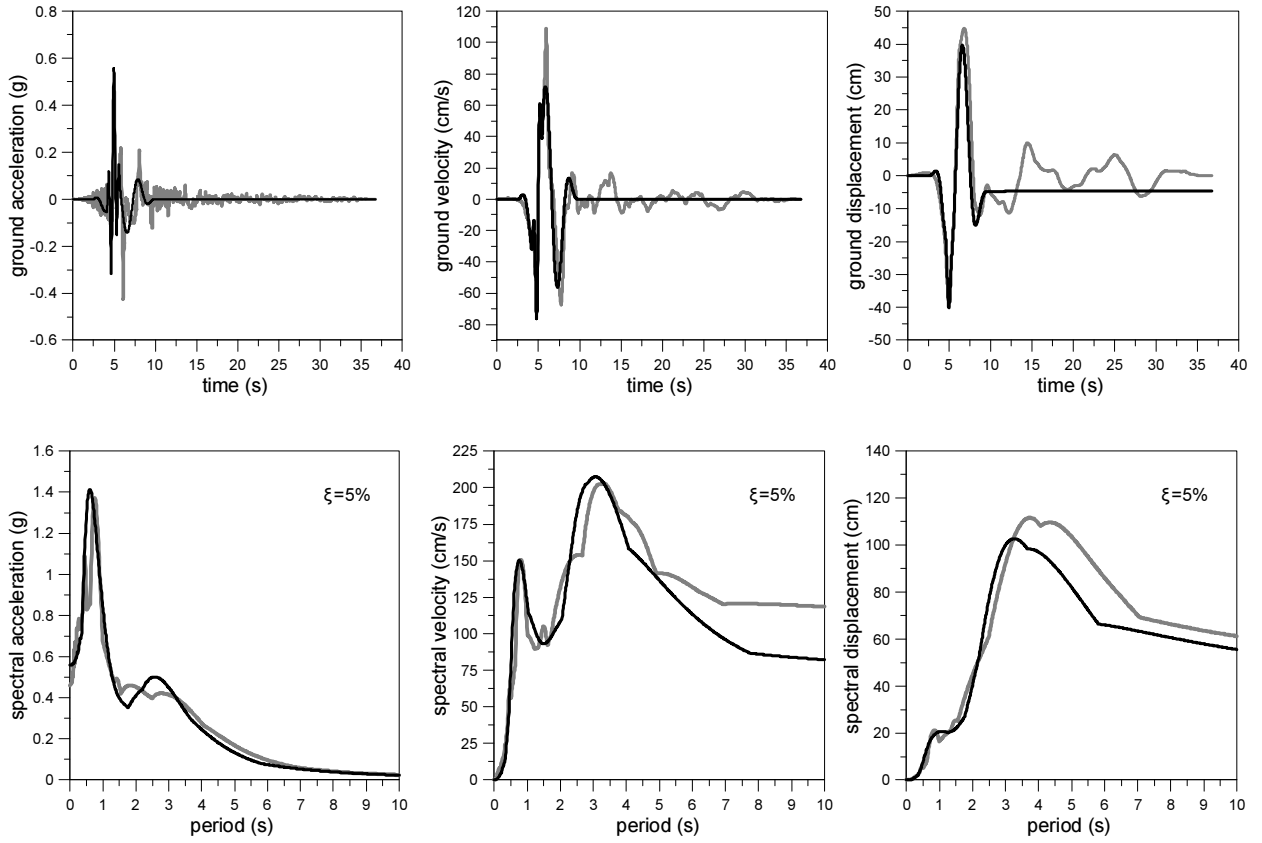 ground acceleration (g)
0.8
0.6
0.4
0.2
0
-0.2
-0.4
-0.6
0 5 10 15 20 25 30 35 40
time (s)
ground velocity (cm/s)
120
100
80
60
40
20
0
-20
-40
-60
-80
0 5 10 15 20 25 30 35 40
time (s)
ground displacement (cm)
50
40
30
20
10
0
-10
-20
-30
-40
-50
0 5 10 15 20 25 30 35 40
time (s)
spectral acceleration (g)
1.6
1.4
1.2
1
0.8
0.6
0.4
0.2
0
ξ=5%
0 1 2 3 4 5 6 7 8 9 10
period (s)
spectral velocity (cm/s)
225
200
175
150
125
100
75
50
25
0
ξ=5%
0 1 2 3 4 5 6 7 8 9 10
period (s)
spectral displacement (cm)
140
120
100
80
60
40
20
0
ξ=5%
0 1 2 3 4 5 6 7 8 9 10
period (s)